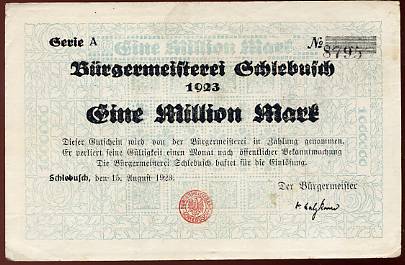 Serie A
№ 8795
Eine Million Mark
Bürgermeisterei Schlebusch
1923
Eine Million Mark
Dieser Gutschein wird von der Bürgermeisterei in Zahlung genommen.
Er verliert seine Gültigkeit einen Monat nach öffentlicher Bekanntmachung
Die Bürgermeisterei Schlebusch haftet für die Einlösung.
Schlebusch, den 15. August 1923.
Der Bürgermeister